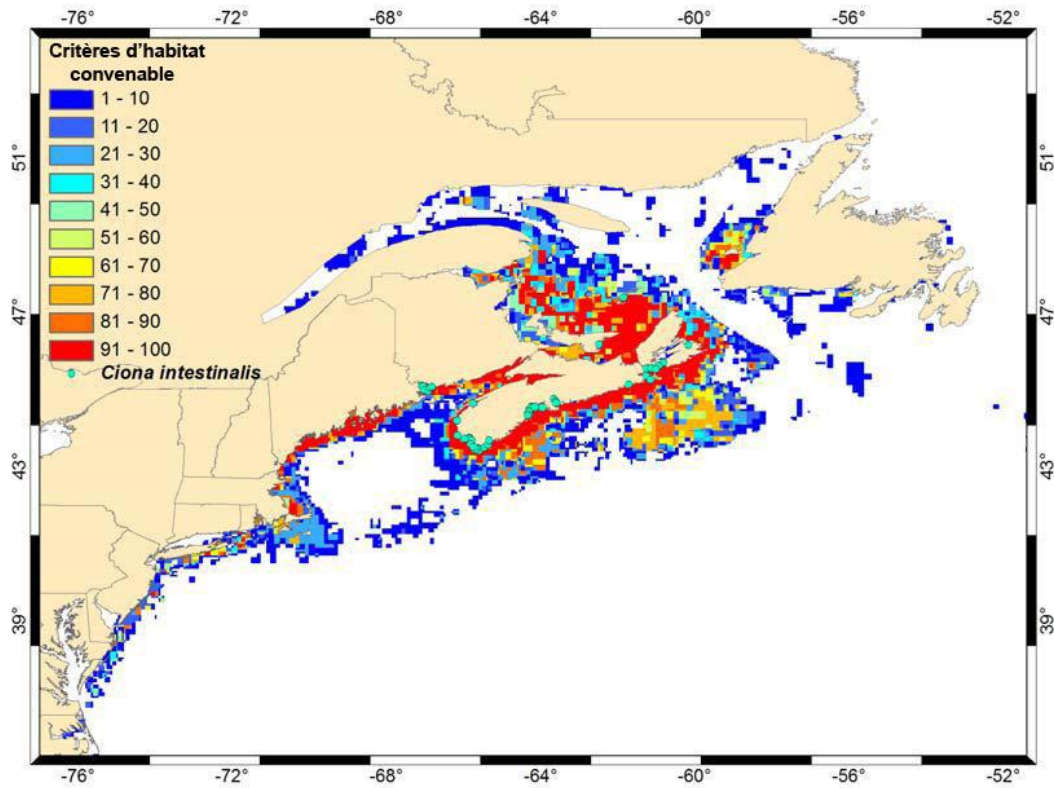 -76° -72° -68° -64° -60° -56° -52°
Critères d'habitat
convenable
1 - 10
11 - 20
21 - 30
31 - 40
41 - 50
51 - 60
61 - 70
71 - 80
81 - 90
91 - 100
Ciona intestinalis
51° 51°
47° 47°
43° 43°
39° 39°
-76° -72° -68° -64° -60° -56° -52°